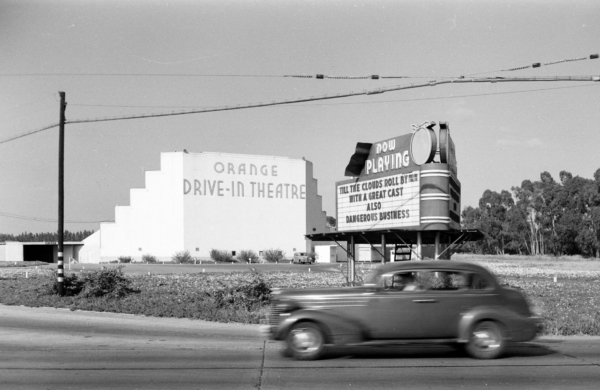 ORANGE
DRIVE-IN THEATRE
NOW
PLAYING
TILL THE CLOUDS ROLL BY
WITH A GREAT CAST
ALSO
DANGEROUS BUSINESS